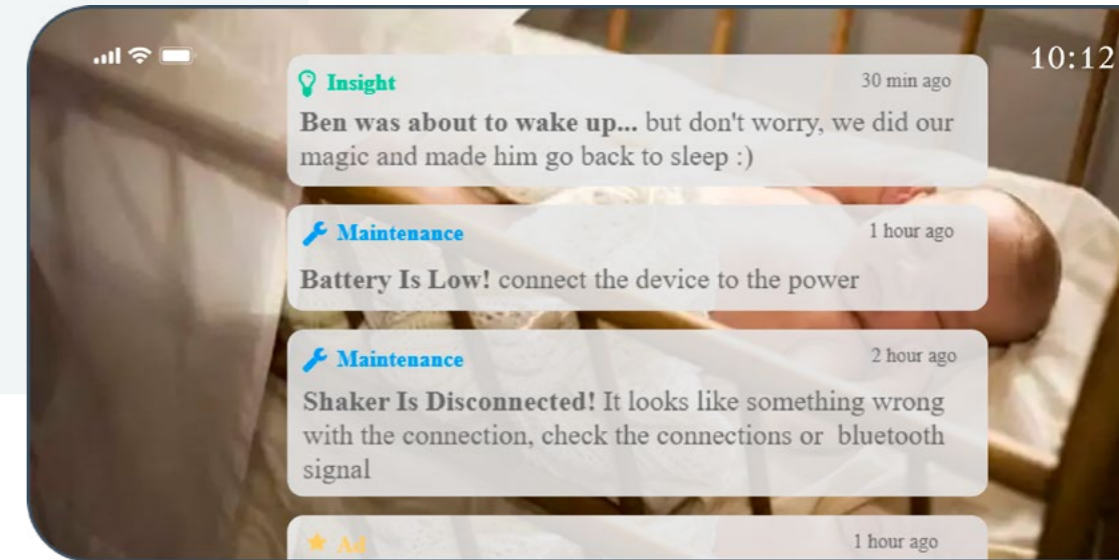 10:12
Insight
30 min ago
Ben was about to wake up... but don't worry, we did our
magic and made him go back to sleep :)
Maintenance
1 hour ago
Battery Is Low! connect the device to the power
Maintenance
2 hour ago
Shaker Is Disconnected! It looks like something wrong
with the connection, check the connections or  bluetooth
signal
Ad
1 hour ago